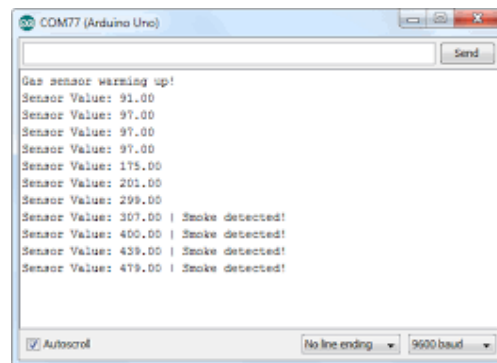 COM77 (Arduino Uno)
Send
Gas sensor warming up!
Sensor Value: 91.00
Sensor Value: 97.00
Sensor Value: 97.00
Sensor Value: 97.00
Sensor Value: 175.00
Sensor Value: 201.00
Sensor Value: 299.00
Sensor Value: 307.00 | Smoke detected!
Sensor Value: 400.00 | Smoke detected!
Sensor Value: 439.00 | Smoke detected!
Sensor Value: 479.00 | Smoke detected!
Autoscroll
No line ending
9600 baud